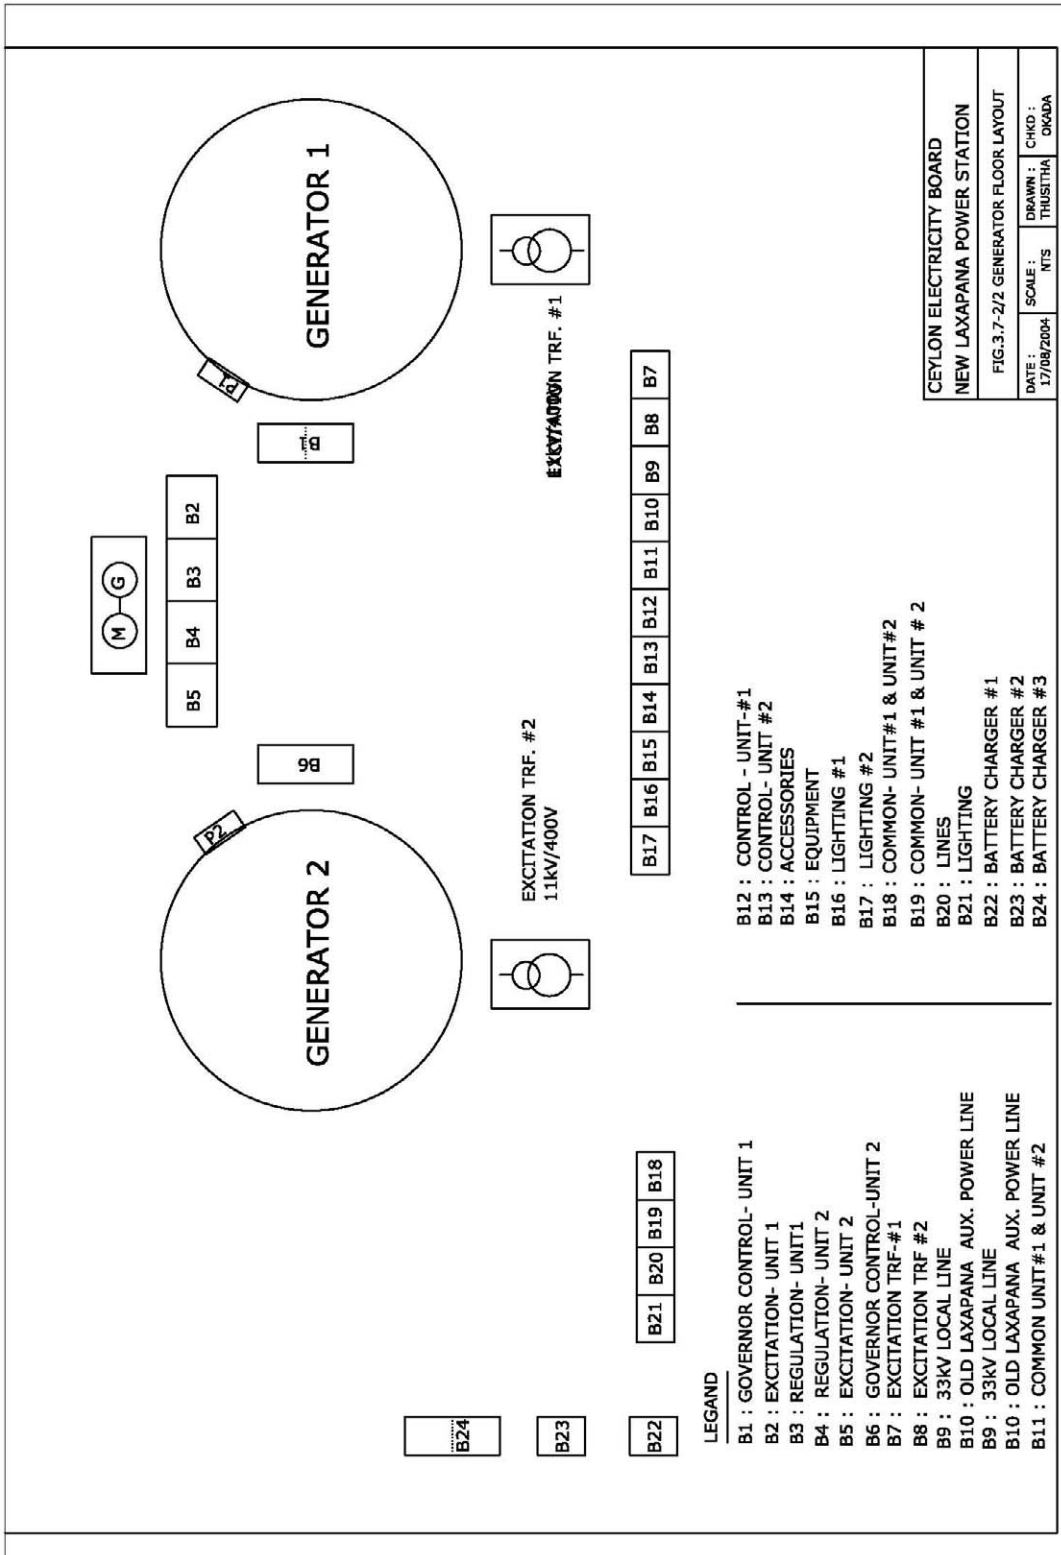 M
G
B5
B4
B3
B2
P2
P1
B6
B1
GENERATOR 2
GENERATOR 1
EXCITATION TRF. #2
11kV/400V
EXCITATION TRF. #1
11kV/400V
B24
B23
B22
B21
B20
B19
B18
B17
B16
B15
B14
B13
B12
B11
B10
B9
B8
B7
LEGAND
B1 : GOVERNOR CONTROL- UNIT 1
B2 : EXCITATION- UNIT 1
B3 : REGULATION- UNIT1
B4 : REGULATION- UNIT 2
B5 : EXCITATION- UNIT 2
B6 : GOVERNOR CONTROL-UNIT 2
B7 : EXCITATION TRF-#1
B8 : EXCITATION TRF #2
B9 : 33kV LOCAL LINE
B10 : OLD LAXAPANA AUX. POWER LINE
B9 : 33kV LOCAL LINE
B10 : OLD LAXAPANA AUX. POWER LINE
B11 : COMMON UNIT#1 & UNIT #2
B12 : CONTROL - UNIT-#1
B13 : CONTROL- UNIT #2
B14 : ACCESSORIES
B15 : EQUIPMENT
B16 : LIGHTING #1
B17 : LIGHTING #2
B18 : COMMON- UNIT#1 & UNIT#2
B19 : COMMON- UNIT #1 & UNIT # 2
B20 : LINES
B21 : LIGHTING
B22 : BATTERY CHARGER #1
B23 : BATTERY CHARGER #2
B24 : BATTERY CHARGER #3
CEYLON ELECTRICITY BOARD
NEW LAXAPANA POWER STATION
FIG.3.7-2/2 GENERATOR FLOOR LAYOUT
DATE : 17/08/2004
SCALE : NTS
DRAWN : THUSITHA
CHKD : OKADA